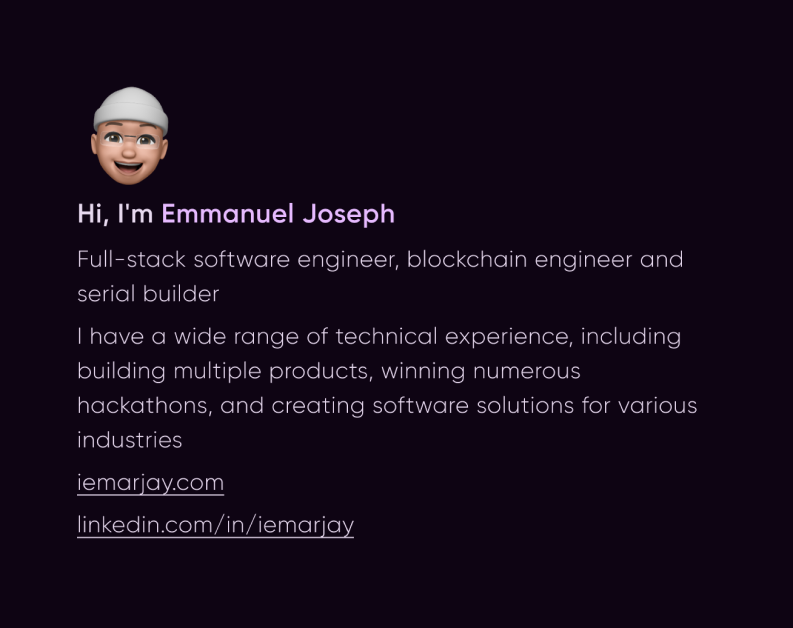 Hi, I'm Emmanuel Joseph
Full-stack software engineer, blockchain engineer and
serial builder
I have a wide range of technical experience, including
building multiple products, winning numerous
hackathons, and creating software solutions for various
industries
iemarjay.com
linkedin.com/in/iemarjay